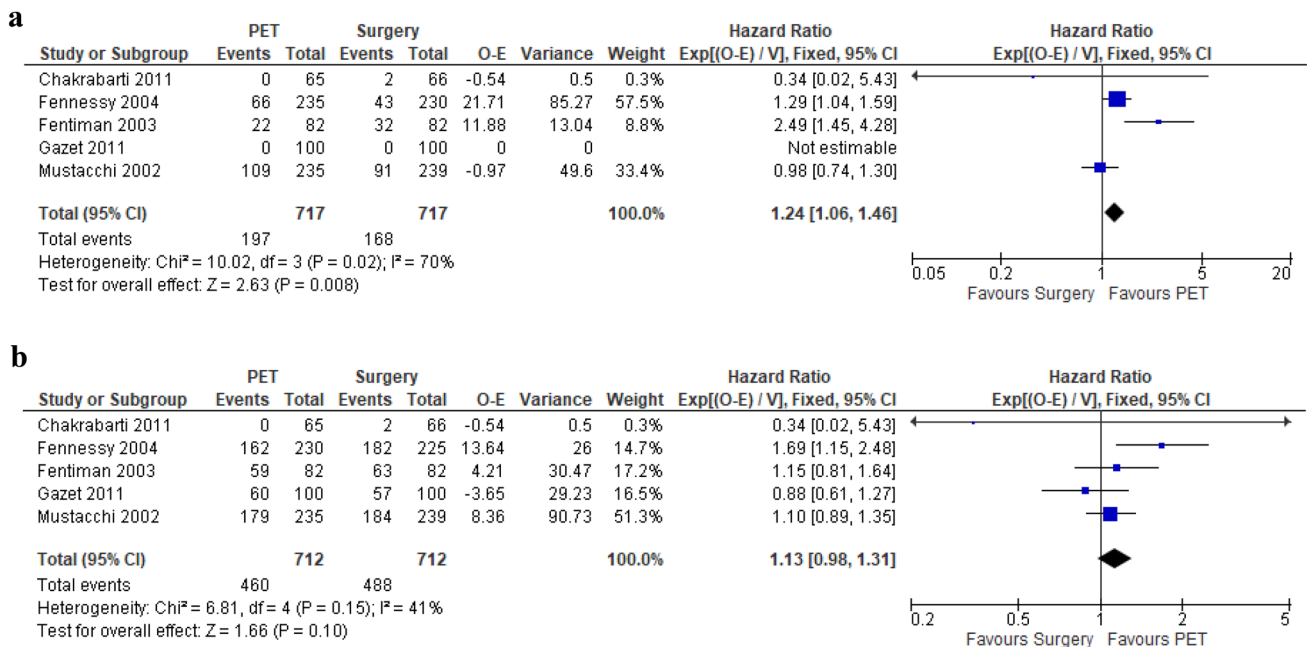 a
PET Surgery Hazard Ratio Hazard Ratio
Study or Subgroup Events Total Events Total O-E Variance Weight Exp[(O-E) / V], Fixed, 95% CI Exp[(O-E) / V], Fixed, 95% CI
Chakrabarti 2011 0 65 2 66 -0.54 0.5 0.3% 0.34 [0.02, 5.43]
Fennessy 2004 66 235 43 230 21.71 85.27 57.5% 1.29 [1.04, 1.59]
Fentiman 2003 22 82 32 82 11.88 13.04 8.8% 2.49 [1.45, 4.28]
Gazet 2011 0 100 0 100 0 0 Not estimable
Mustacchi 2002 109 235 91 239 -0.97 49.6 33.4% 0.98 [0.74, 1.30]
Total (95% CI) 717 717 100.0% 1.24 [1.06, 1.46]
Total events 197 168
Heterogeneity: Chi² = 10.02, df = 3 (P = 0.02); I² = 70%
Test for overall effect: Z = 2.63 (P = 0.008)
0.05 0.2 1 5 20
Favours Surgery Favours PET
b
PET Surgery Hazard Ratio Hazard Ratio
Study or Subgroup Events Total Events Total O-E Variance Weight Exp[(O-E) / V], Fixed, 95% CI Exp[(O-E) / V], Fixed, 95% CI
Chakrabarti 2011 0 65 2 66 -0.54 0.5 0.3% 0.34 [0.02, 5.43]
Fennessy 2004 162 230 182 225 13.64 26 14.7% 1.69 [1.15, 2.48]
Fentiman 2003 59 82 63 82 4.21 30.47 17.2% 1.15 [0.81, 1.64]
Gazet 2011 60 100 57 100 -3.65 29.23 16.5% 0.88 [0.61, 1.27]
Mustacchi 2002 179 235 184 239 8.36 90.73 51.3% 1.10 [0.89, 1.35]
Total (95% CI) 712 712 100.0% 1.13 [0.98, 1.31]
Total events 460 488
Heterogeneity: Chi² = 6.81, df = 4 (P = 0.15); I² = 41%
Test for overall effect: Z = 1.66 (P = 0.10)
0.2 0.5 1 2 5
Favours Surgery Favours PET